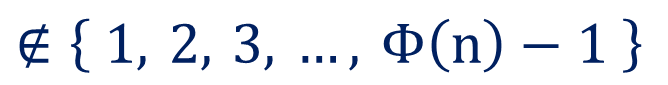 ∉ { 1, 2, 3, …, Φ(n) − 1 }